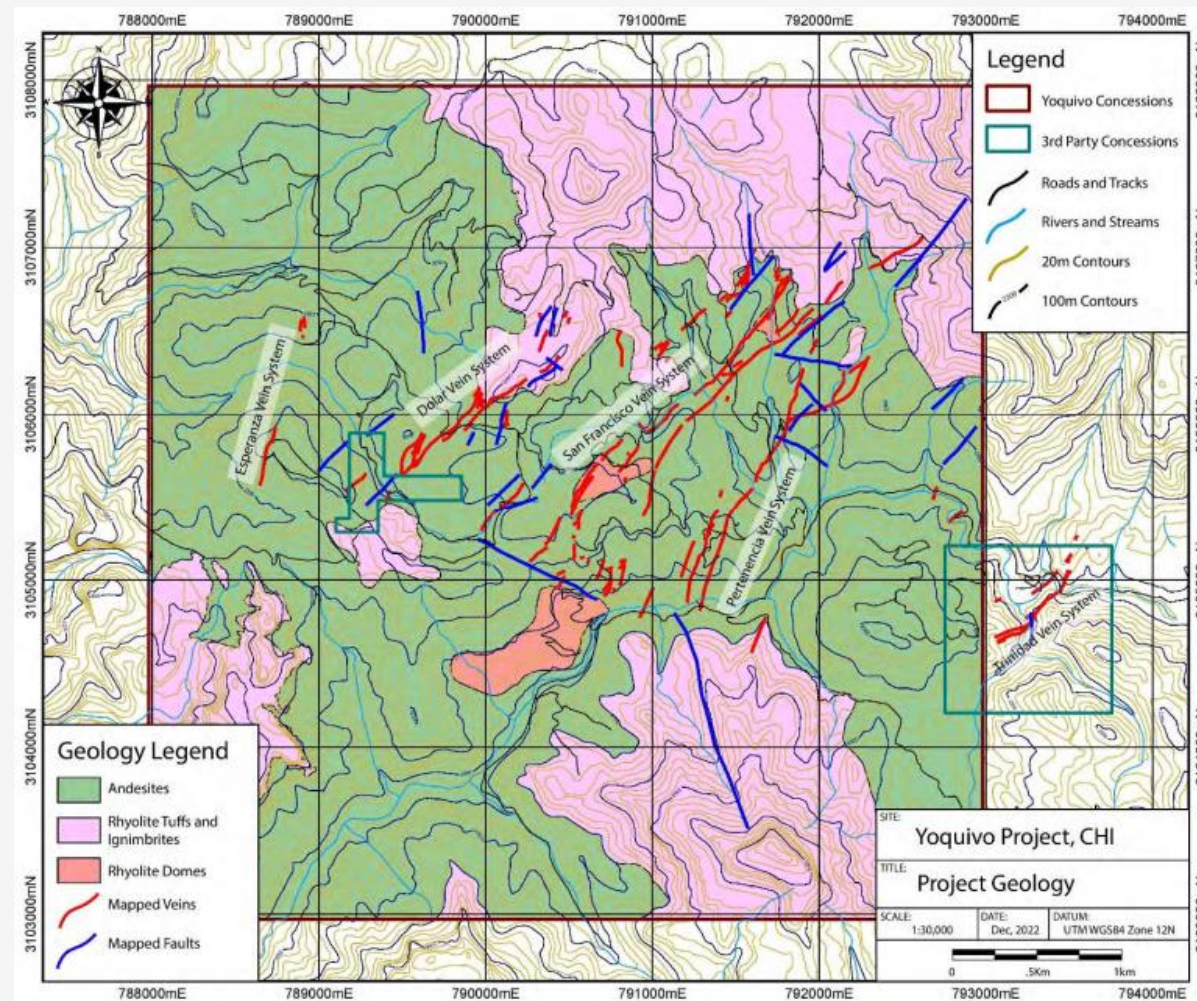 788000mE 789000mE 790000mE 791000mE 792000mE 793000mE 794000mE
3108000mN
3107000mN
3106000mN
3105000mN
3104000mN
3103000mN
N
Legend
Yoquivo Concessions
3rd Party Concessions
Roads and Tracks
Rivers and Streams
20m Contours
100m Contours
Esperanza Vein System
Dolar Vein System
San Francisco Vein System
Pertenencia Vein System
Trinidad Vein System
Geology Legend
Andesites
Rhyolite Tuffs and
Ignimbrites
Rhyolite Domes
Mapped Veins
Mapped Faults
SITE:
Yoquivo Project, CHI
TITLE:
Project Geology
SCALE:
1:30,000
DATE:
Dec, 2022
DATUM:
UTM WGS84 Zone 12N
0 .5Km 1km
788000mE 789000mE 790000mE 791000mE 792000mE 793000mE 794000mE